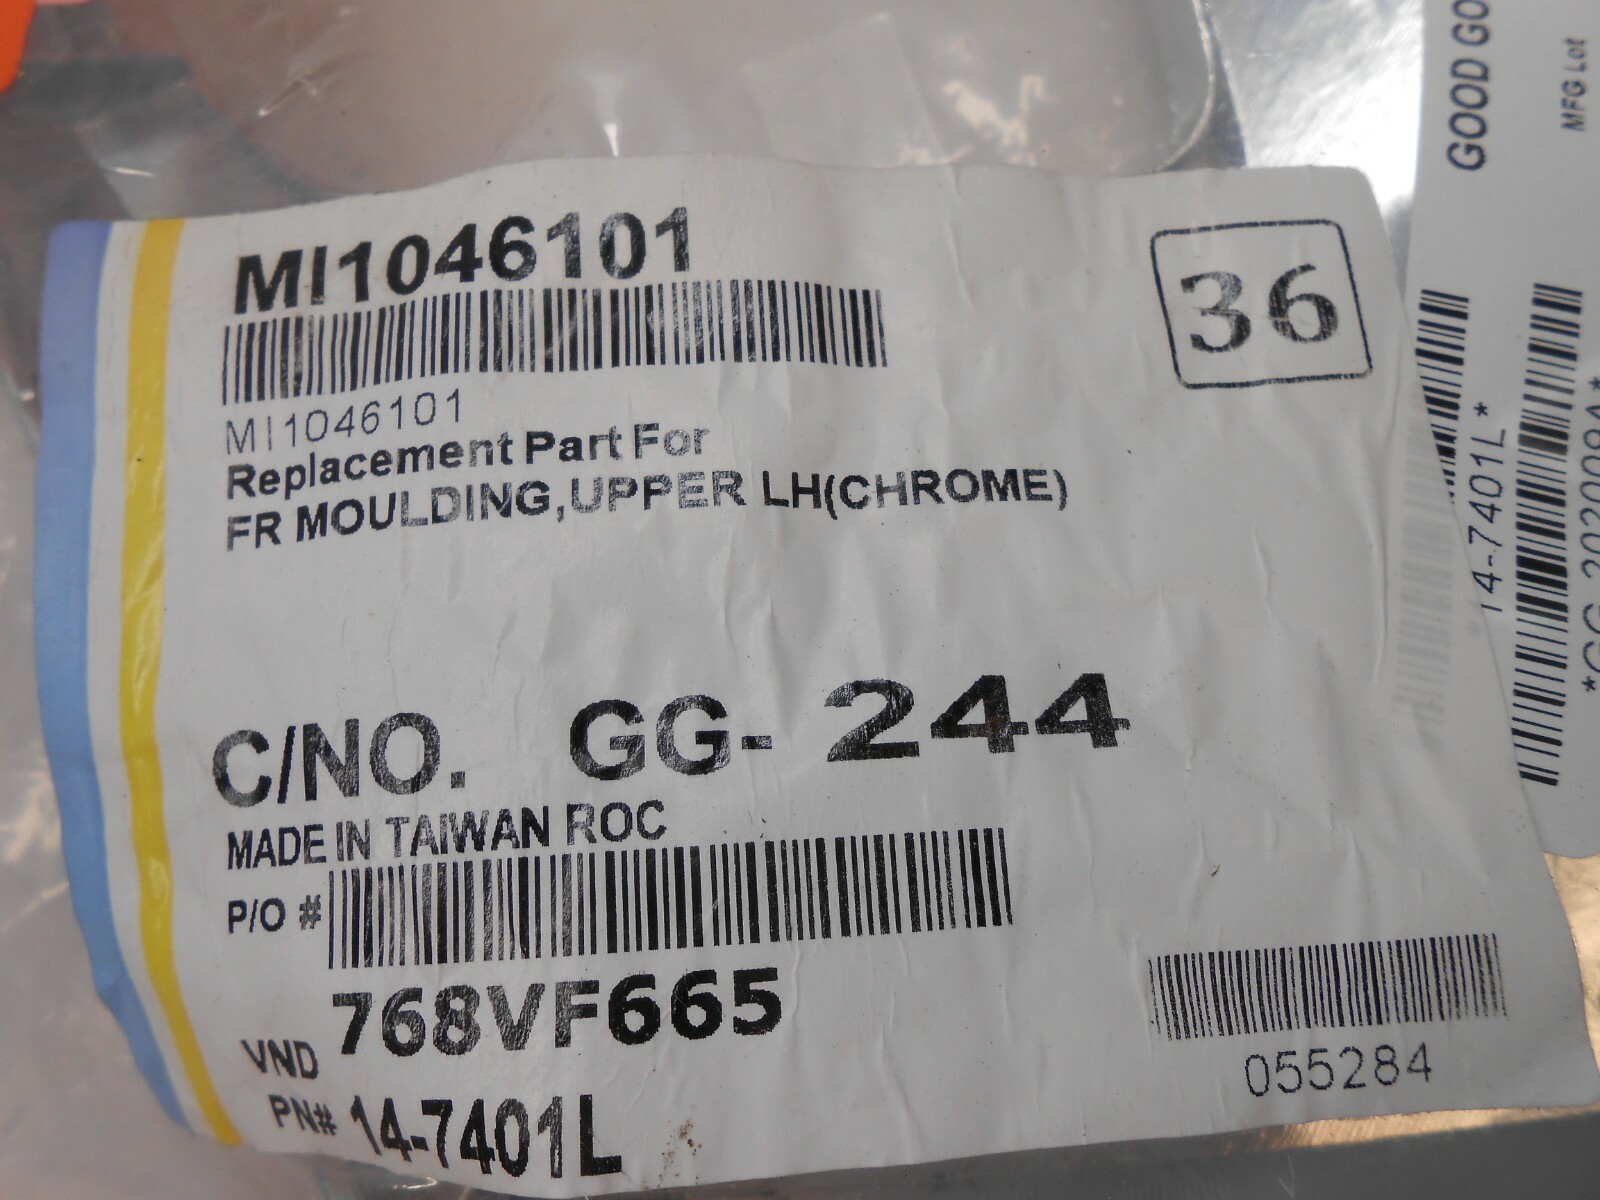 MI1046101
36
MI1046101
Replacement Part For
FR MOULDING,UPPER LH(CHROME)
C/NO. GG- 244
MADE IN TAIWAN ROC
P/O #
768VF665
VND
PN# 14-7401L
055284
GOOD GO
MFG Lot
14-7401L*